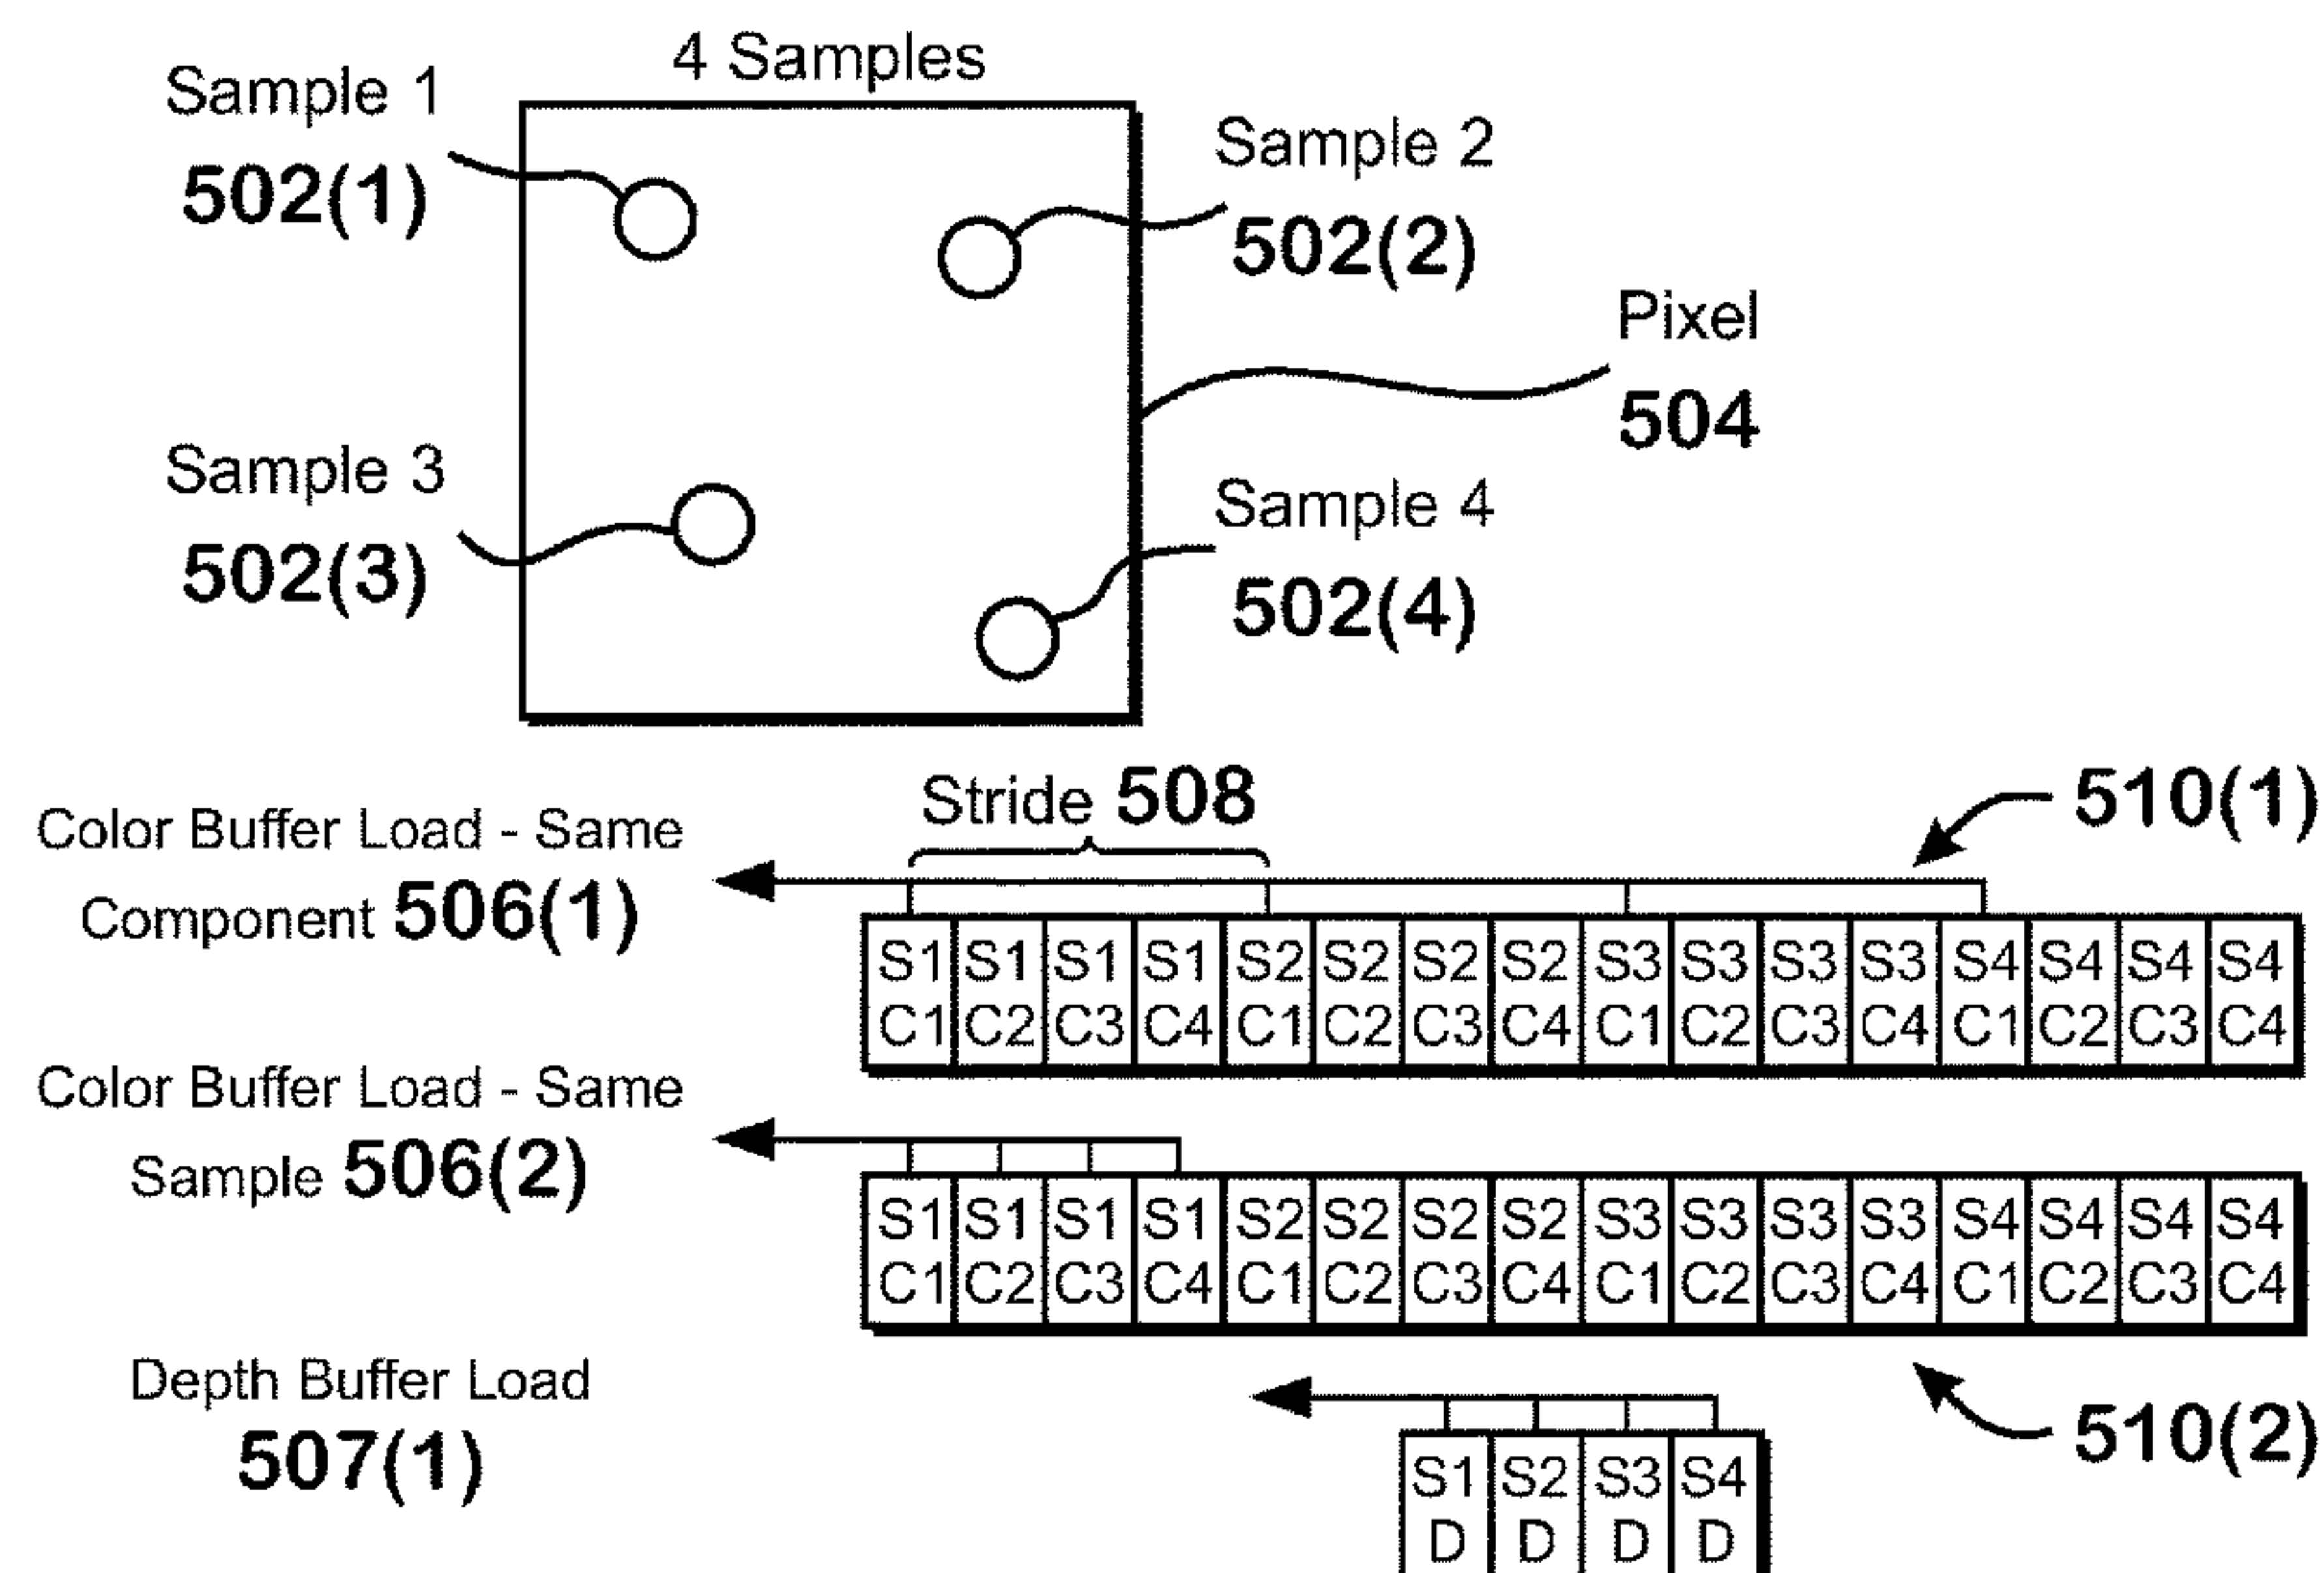 4 Samples
Sample 1
502(1)
Sample 2
502(2)
Pixel
504
Sample 3
502(3)
Sample 4
502(4)
Stride 508
510(1)
Color Buffer Load - Same
Component 506(1)
S1 S1 S1 S1 S2 S2 S2 S2 S3 S3 S3 S3 S4 S4 S4 S4
C1 C2 C3 C4 C1 C2 C3 C4 C1 C2 C3 C4 C1 C2 C3 C4
Color Buffer Load - Same
Sample 506(2)
S1 S1 S1 S1 S2 S2 S2 S2 S3 S3 S3 S3 S4 S4 S4 S4
C1 C2 C3 C4 C1 C2 C3 C4 C1 C2 C3 C4 C1 C2 C3 C4
510(2)
Depth Buffer Load
507(1)
S1 S2 S3 S4
D D D D